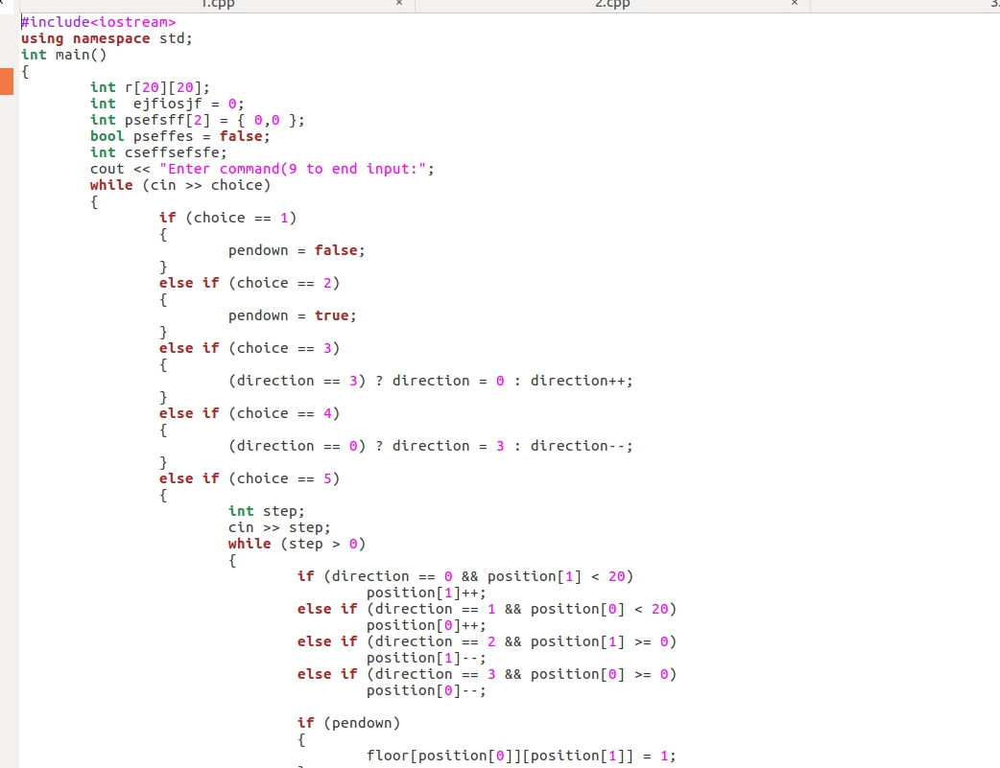 1.cpp × 2.cpp × 3.
#include<iostream>
using namespace std;
int main()
{
int r[20][20];
int  ejfiosjf = 0;
int psefsff[2] = { 0,0 };
bool pseffes = false;
int cseffsefsfe;
cout << "Enter command(9 to end input:";
while (cin >> choice)
{
if (choice == 1)
{
pendown = false;
}
else if (choice == 2)
{
pendown = true;
}
else if (choice == 3)
{
(direction == 3) ? direction = 0 : direction++;
}
else if (choice == 4)
{
(direction == 0) ? direction = 3 : direction--;
}
else if (choice == 5)
{
int step;
cin >> step;
while (step > 0)
{
if (direction == 0 && position[1] < 20)
position[1]++;
else if (direction == 1 && position[0] < 20)
position[0]++;
else if (direction == 2 && position[1] >= 0)
position[1]--;
else if (direction == 3 && position[0] >= 0)
position[0]--;
if (pendown)
{
floor[position[0]][position[1]] = 1;